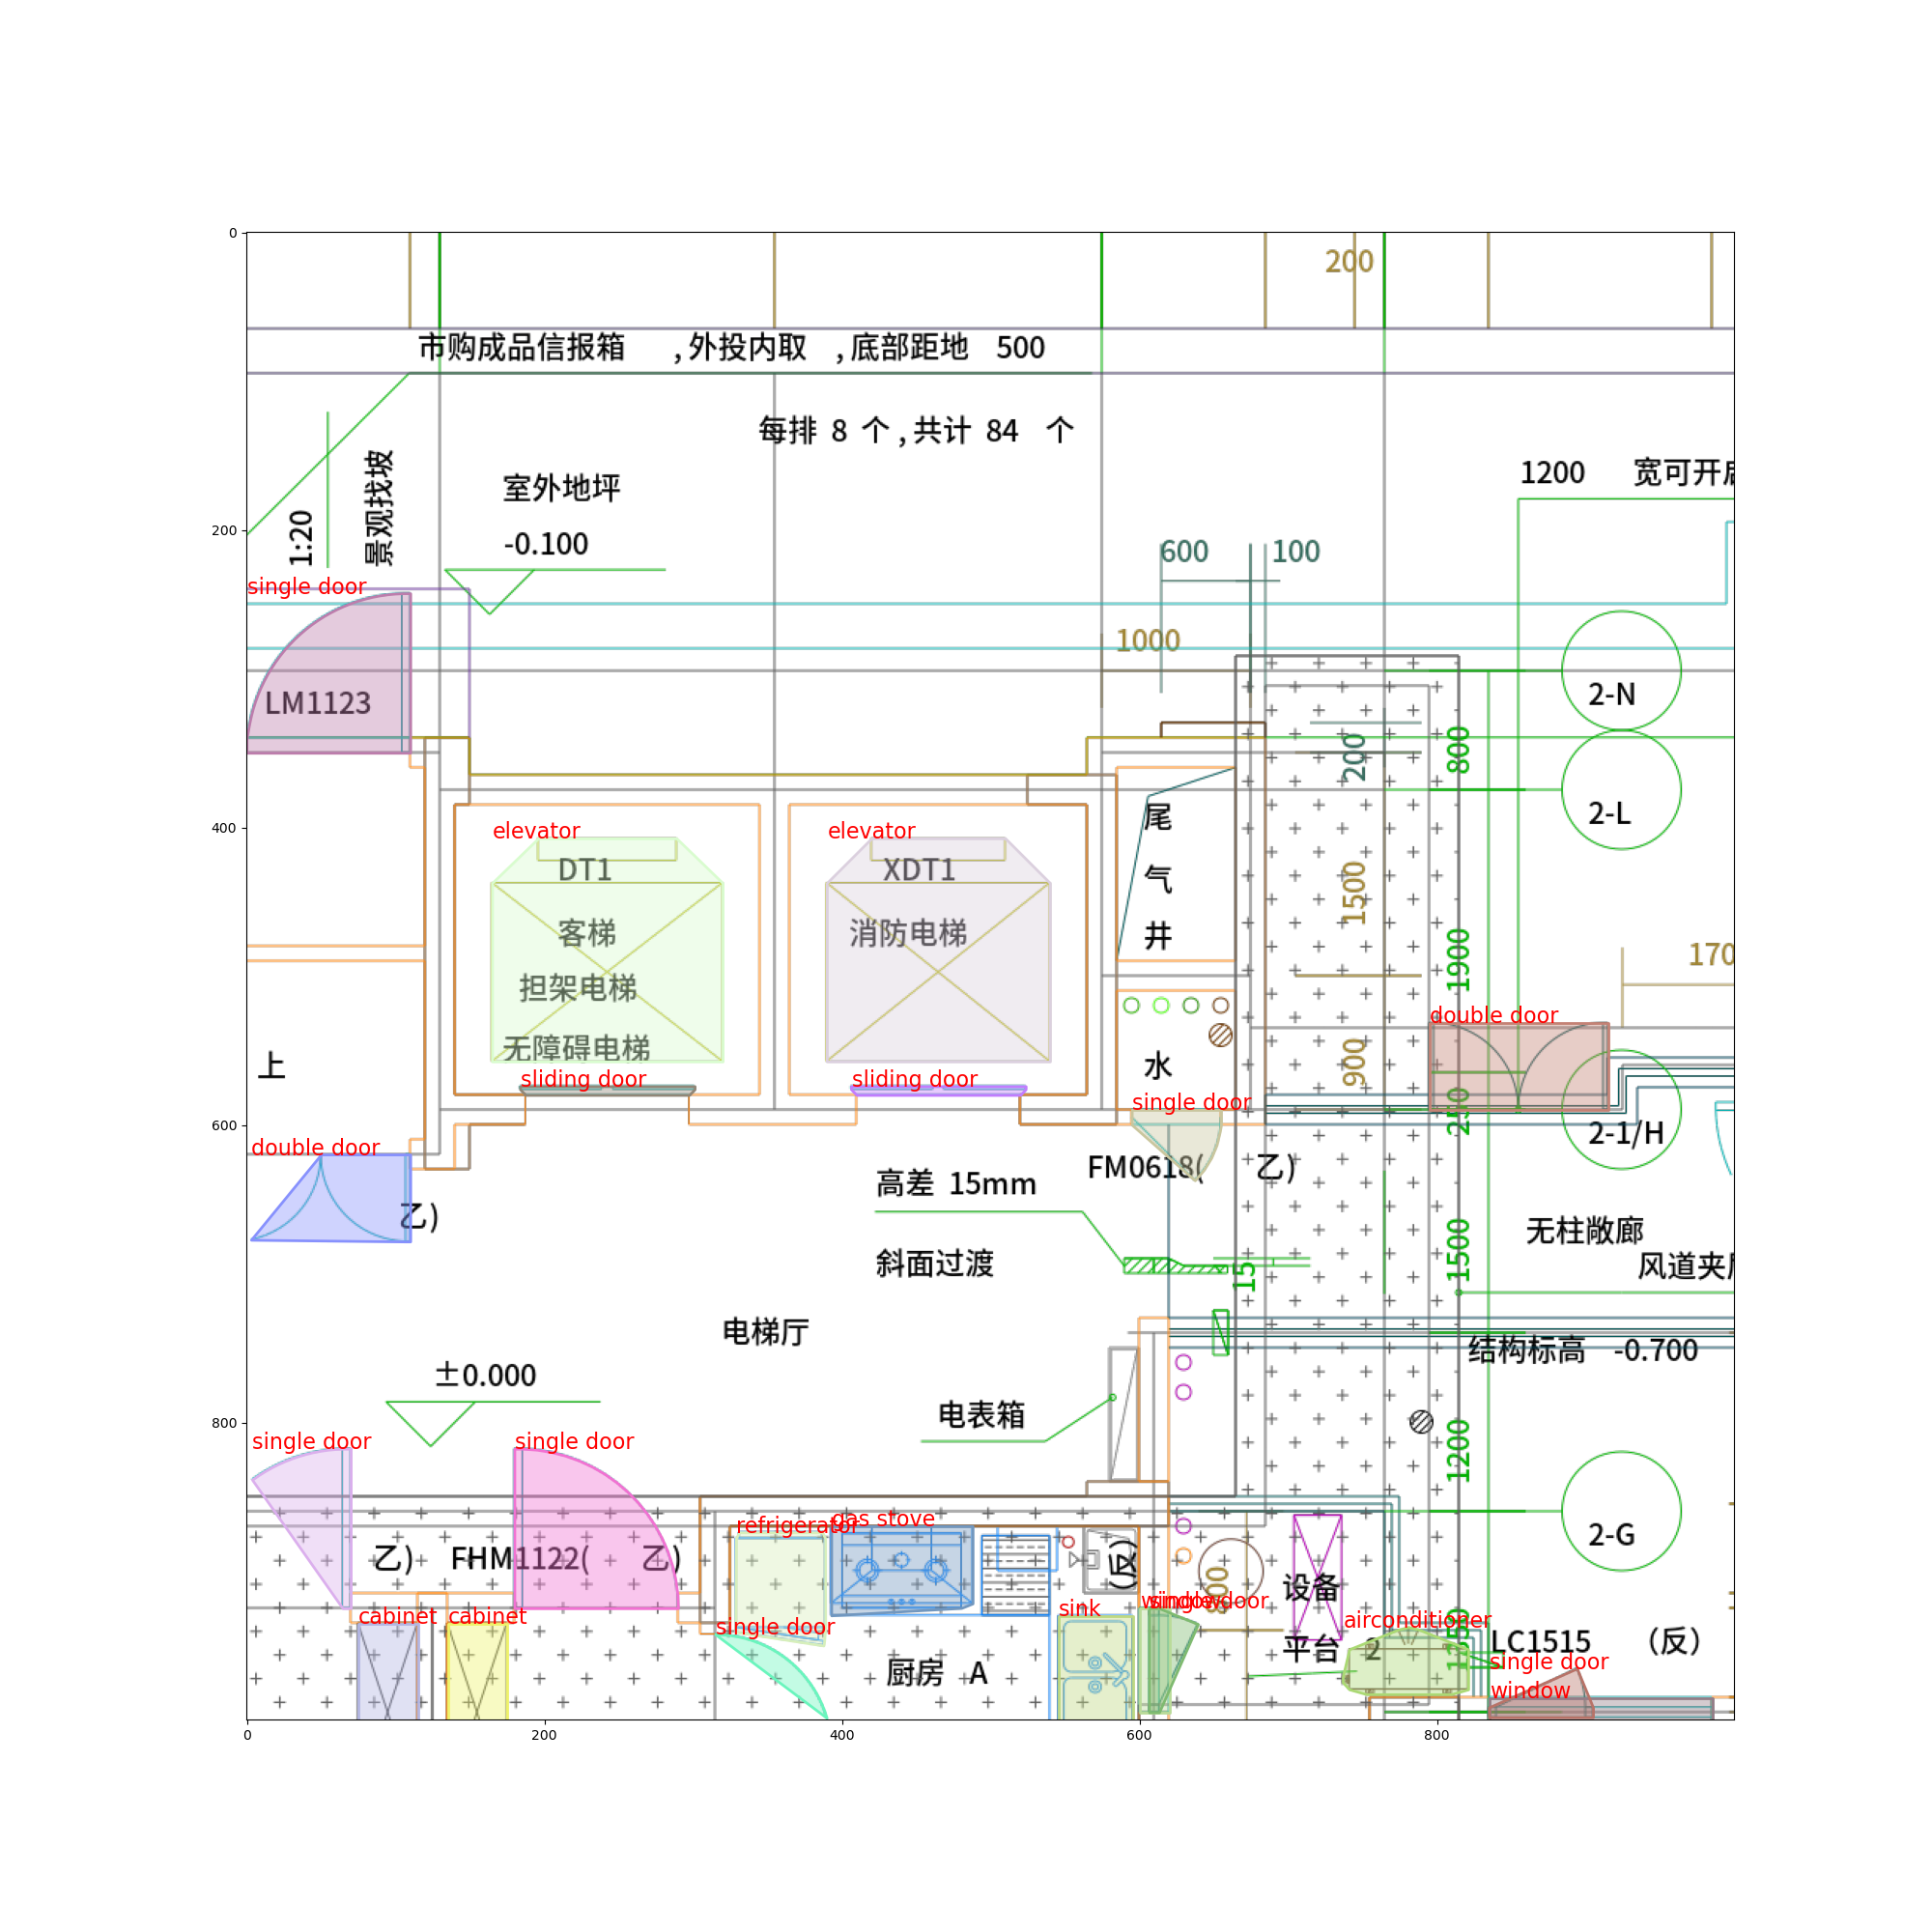 0
200
市购成品信报箱 ,外投内取 ,底部距地 500
每排 8 个,共计 84 个
1:20
景观找坡
室外地坪
-0.100
1200 宽可开启
200
600
100
single door
1000
LM1123
2-N
200
800
2-L
400
elevator
DT1
客梯
担架电梯
无障碍电梯
elevator
XDT1
消防电梯
尾
气
井
1500
1900
170
double door
上
sliding door
sliding door
水
900
single door
250
2-1/H
600
double door
乙)
FM0618( 乙)
高差 15mm
斜面过渡
15
1500
无柱敞廊
风道夹
电梯厅
结构标高 -0.700
±0.000
电表箱
800
single door
single door
1200
2-G
乙)
FHM1122( 乙)
refrigerator
gas stove
(反)
设备
平台 2
cabinet
cabinet
single door
sink
window
single door
airconditioner
LC1515 (反)
single door
window
厨房 A
0
200
400
600
800